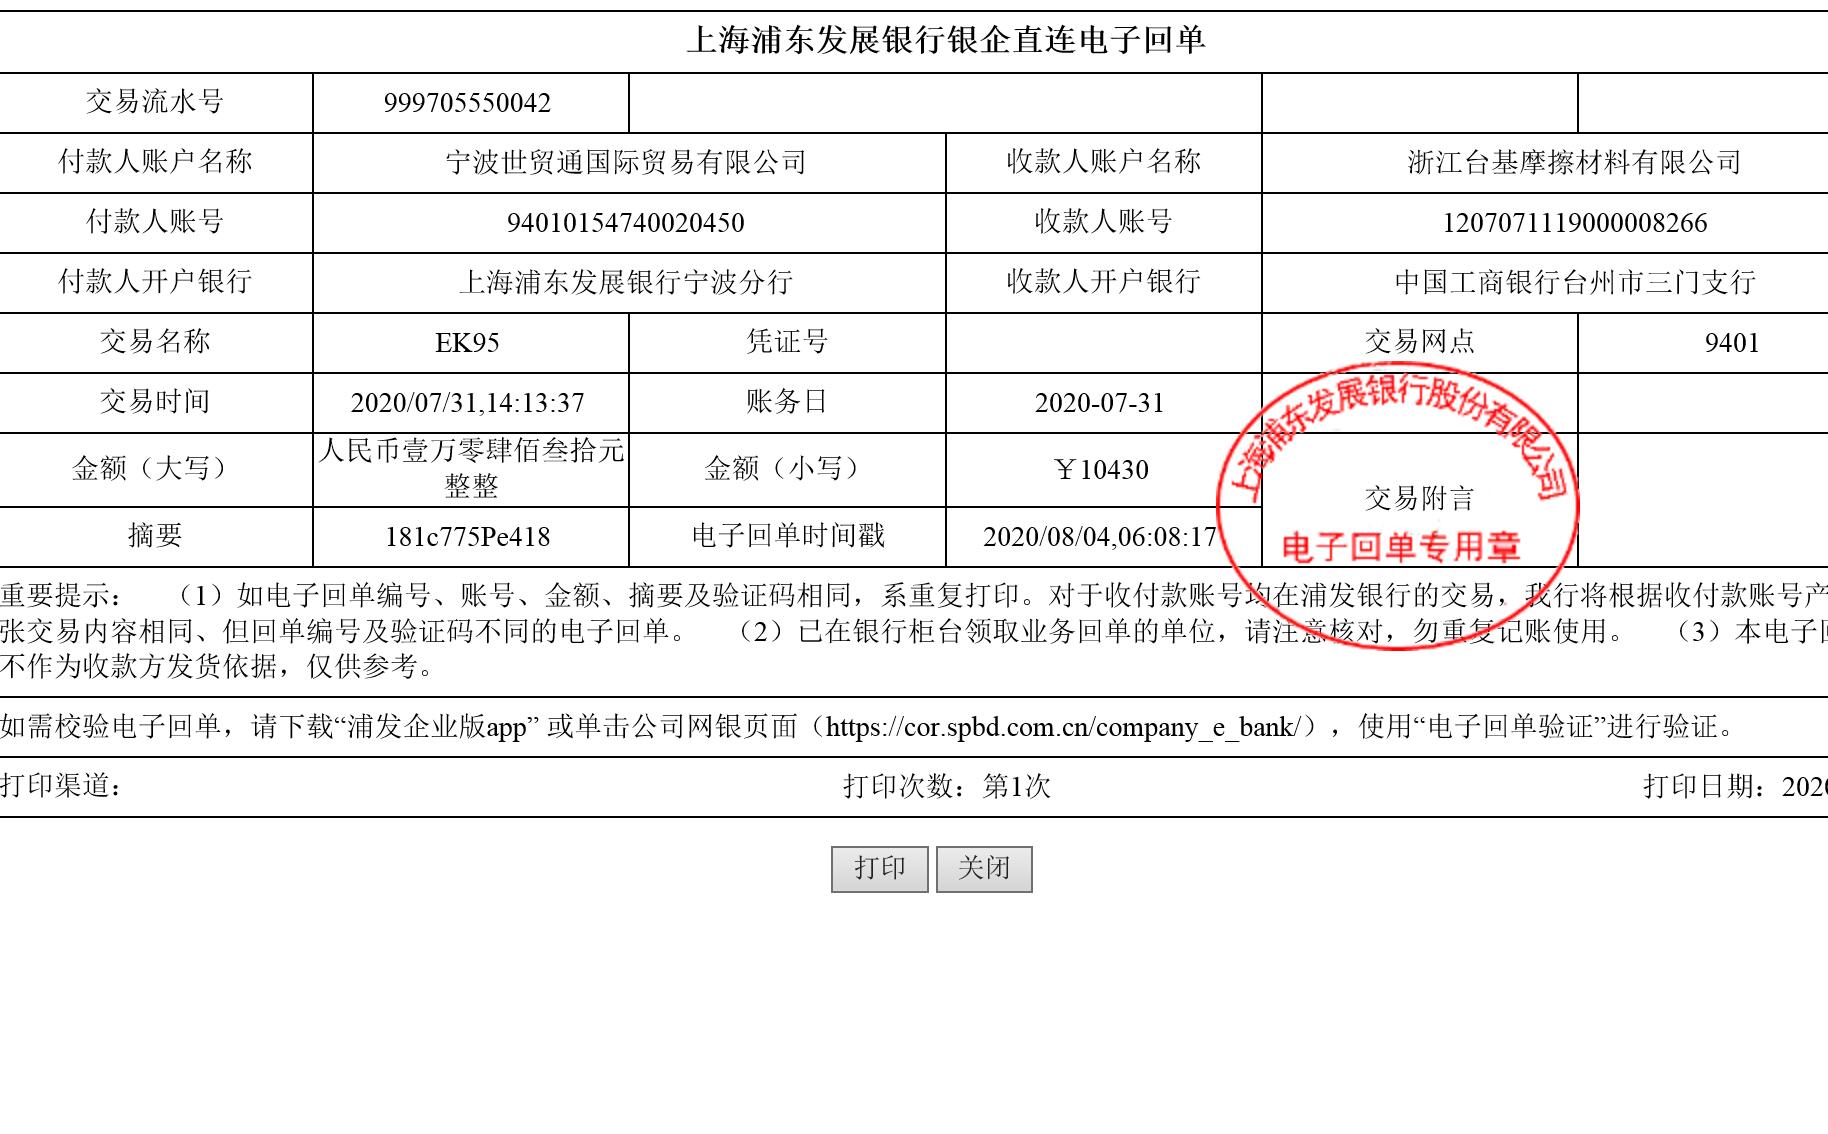 上海浦东发展银行银企直连电子回单
交易流水号 999705550042
付款人账户名称 宁波世贸通国际贸易有限公司 收款人账户名称 浙江台基摩擦材料有限公司
付款人账号 94010154740020450 收款人账号 1207071119000008266
付款人开户银行 上海浦东发展银行宁波分行 收款人开户银行 中国工商银行台州市三门支行
交易名称 EK95 凭证号 交易网点 9401
交易时间 2020/07/31,14:13:37 账务日 2020-07-31
金额（大写） 人民币壹万零肆佰叁拾元
整整 金额（小写） ￥10430
交易附言
摘要 181c775Pe418 电子回单时间戳 2020/08/04,06:08:17
上海浦东发展银行股份有限公司
电子回单专用章
重要提示： （1）如电子回单编号、账号、金额、摘要及验证码相同，系重复打印。对于收付款账号均在浦发银行的交易，我行将根据收付款账号产
张交易内容相同、但回单编号及验证码不同的电子回单。 （2）已在银行柜台领取业务回单的单位，请注意核对，勿重复记账使用。 （3）本电子回
不作为收款方发货依据，仅供参考。
如需校验电子回单，请下载“浦发企业版app” 或单击公司网银页面（https://cor.spbd.com.cn/company_e_bank/），使用“电子回单验证”进行验证。
打印渠道： 打印次数：第1次 打印日期：202
打印 关闭